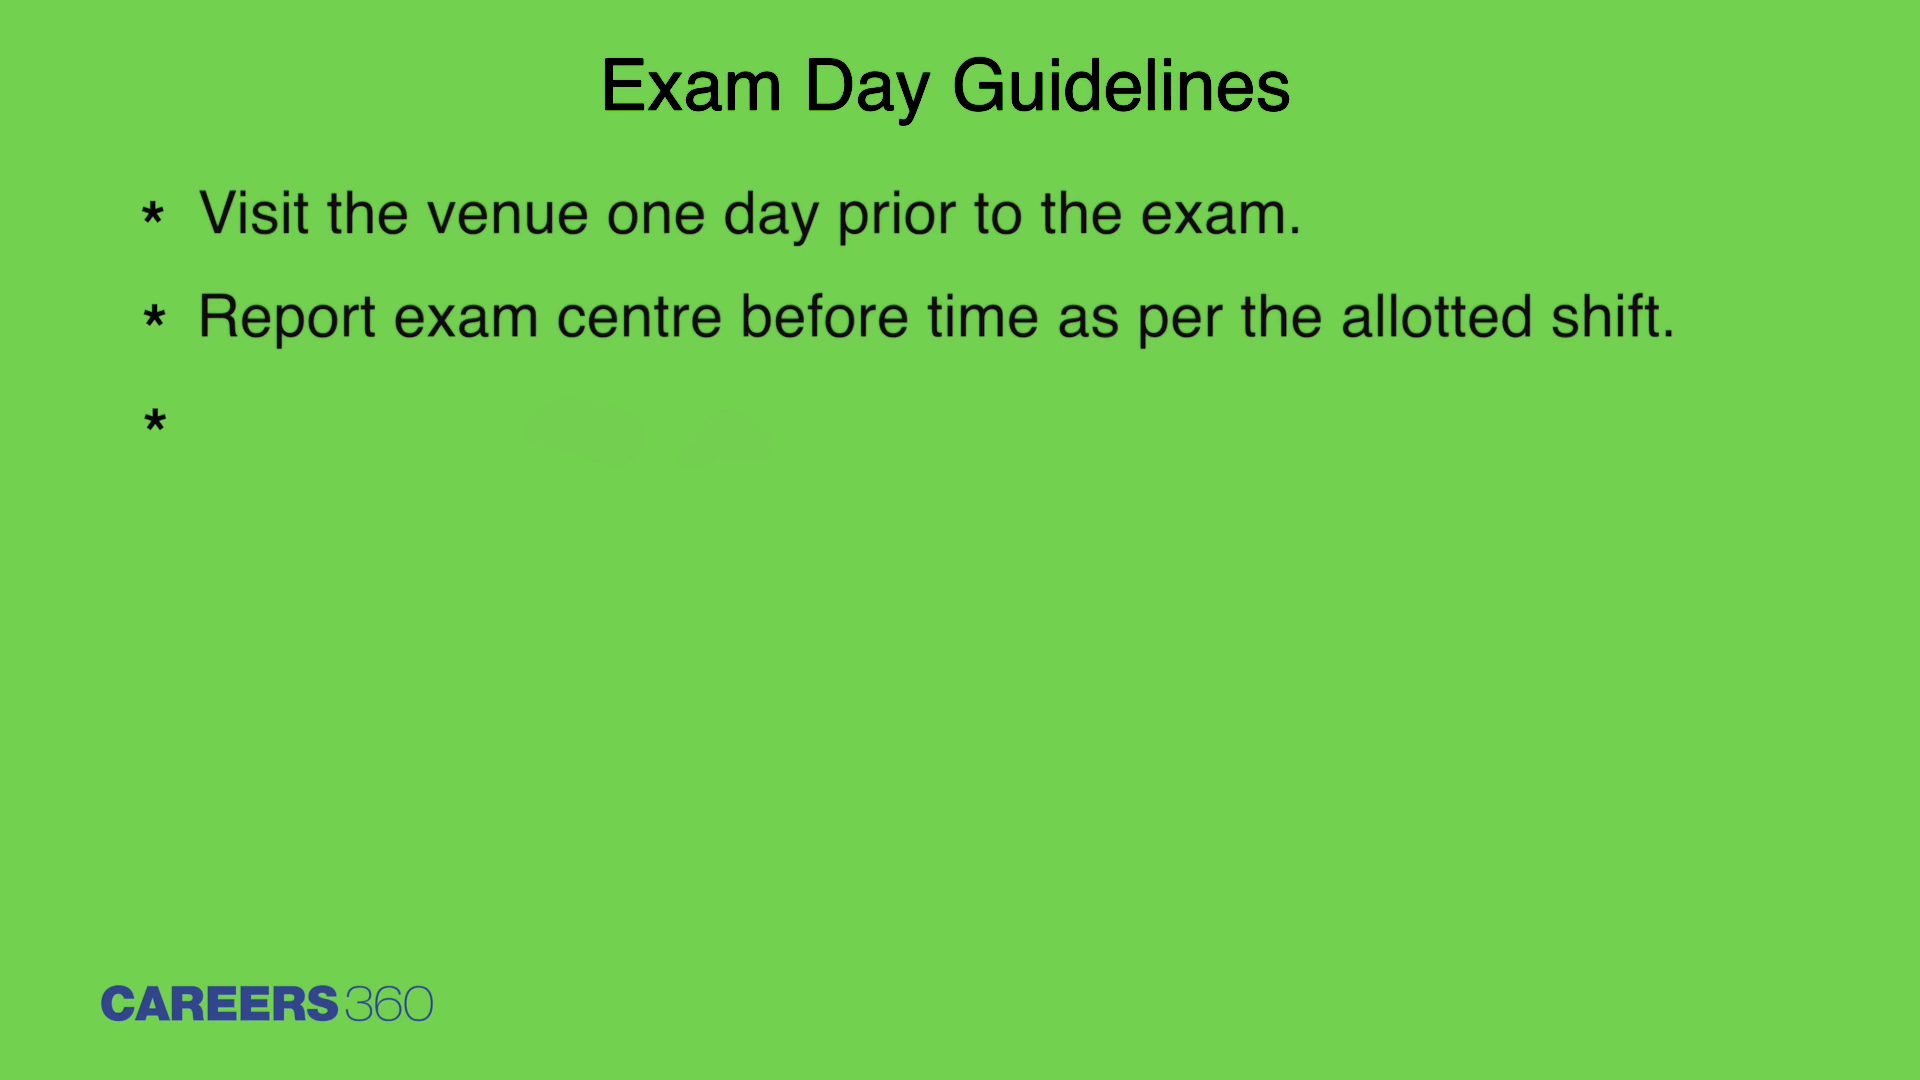 Exam Day Guidelines
* Visit the venue one day prior to the exam.
* Report exam centre before time as per the allotted shift.
*
CAREERS360